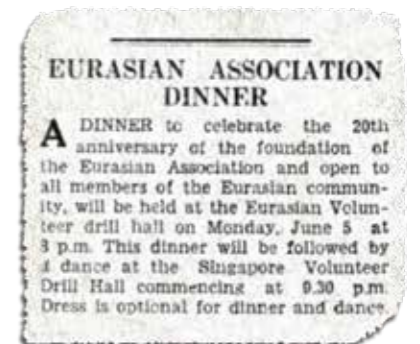 EURASIAN ASSOCIATION
DINNER
A DINNER to celebrate the 20th
anniversary of the foundation of
the Eurasian Association and open to
all members of the Eurasian commun-
ity, will be held at the Eurasian Volun-
teer drill hall on Monday, June 5 at
8 p.m. This dinner will be followed by
a dance at the Singapore Volunteer
Drill Hall commencing at 9.30 p.m.
Dress is optional for dinner and dance.